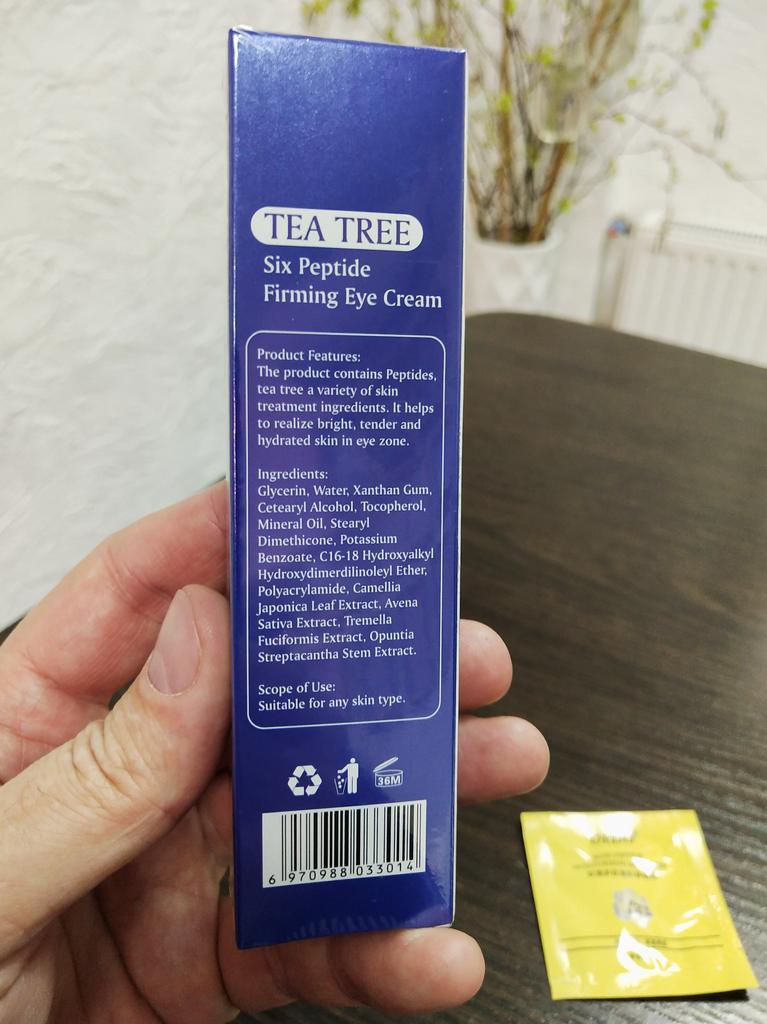 TEA TREE
Six Peptide
Firming Eye Cream
Product Features:
The product contains Peptides,
tea tree a variety of skin
treatment ingredients. It helps
to realize bright, tender and
hydrated skin in eye zone.
Ingredients:
Glycerin, Water, Xanthan Gum,
Cetearyl Alcohol, Tocopherol,
Mineral Oil, Stearyl
Dimethicone, Potassium
Benzoate, C16-18 Hydroxyalkyl
Hydroxydimerdilinoleyl Ether,
Polyacrylamide, Camellia
Japonica Leaf Extract, Avena
Sativa Extract, Tremella
Fuciformis Extract, Opuntia
Streptacantha Stem Extract.
Scope of Use:
Suitable for any skin type.
36M
6 970988 033014